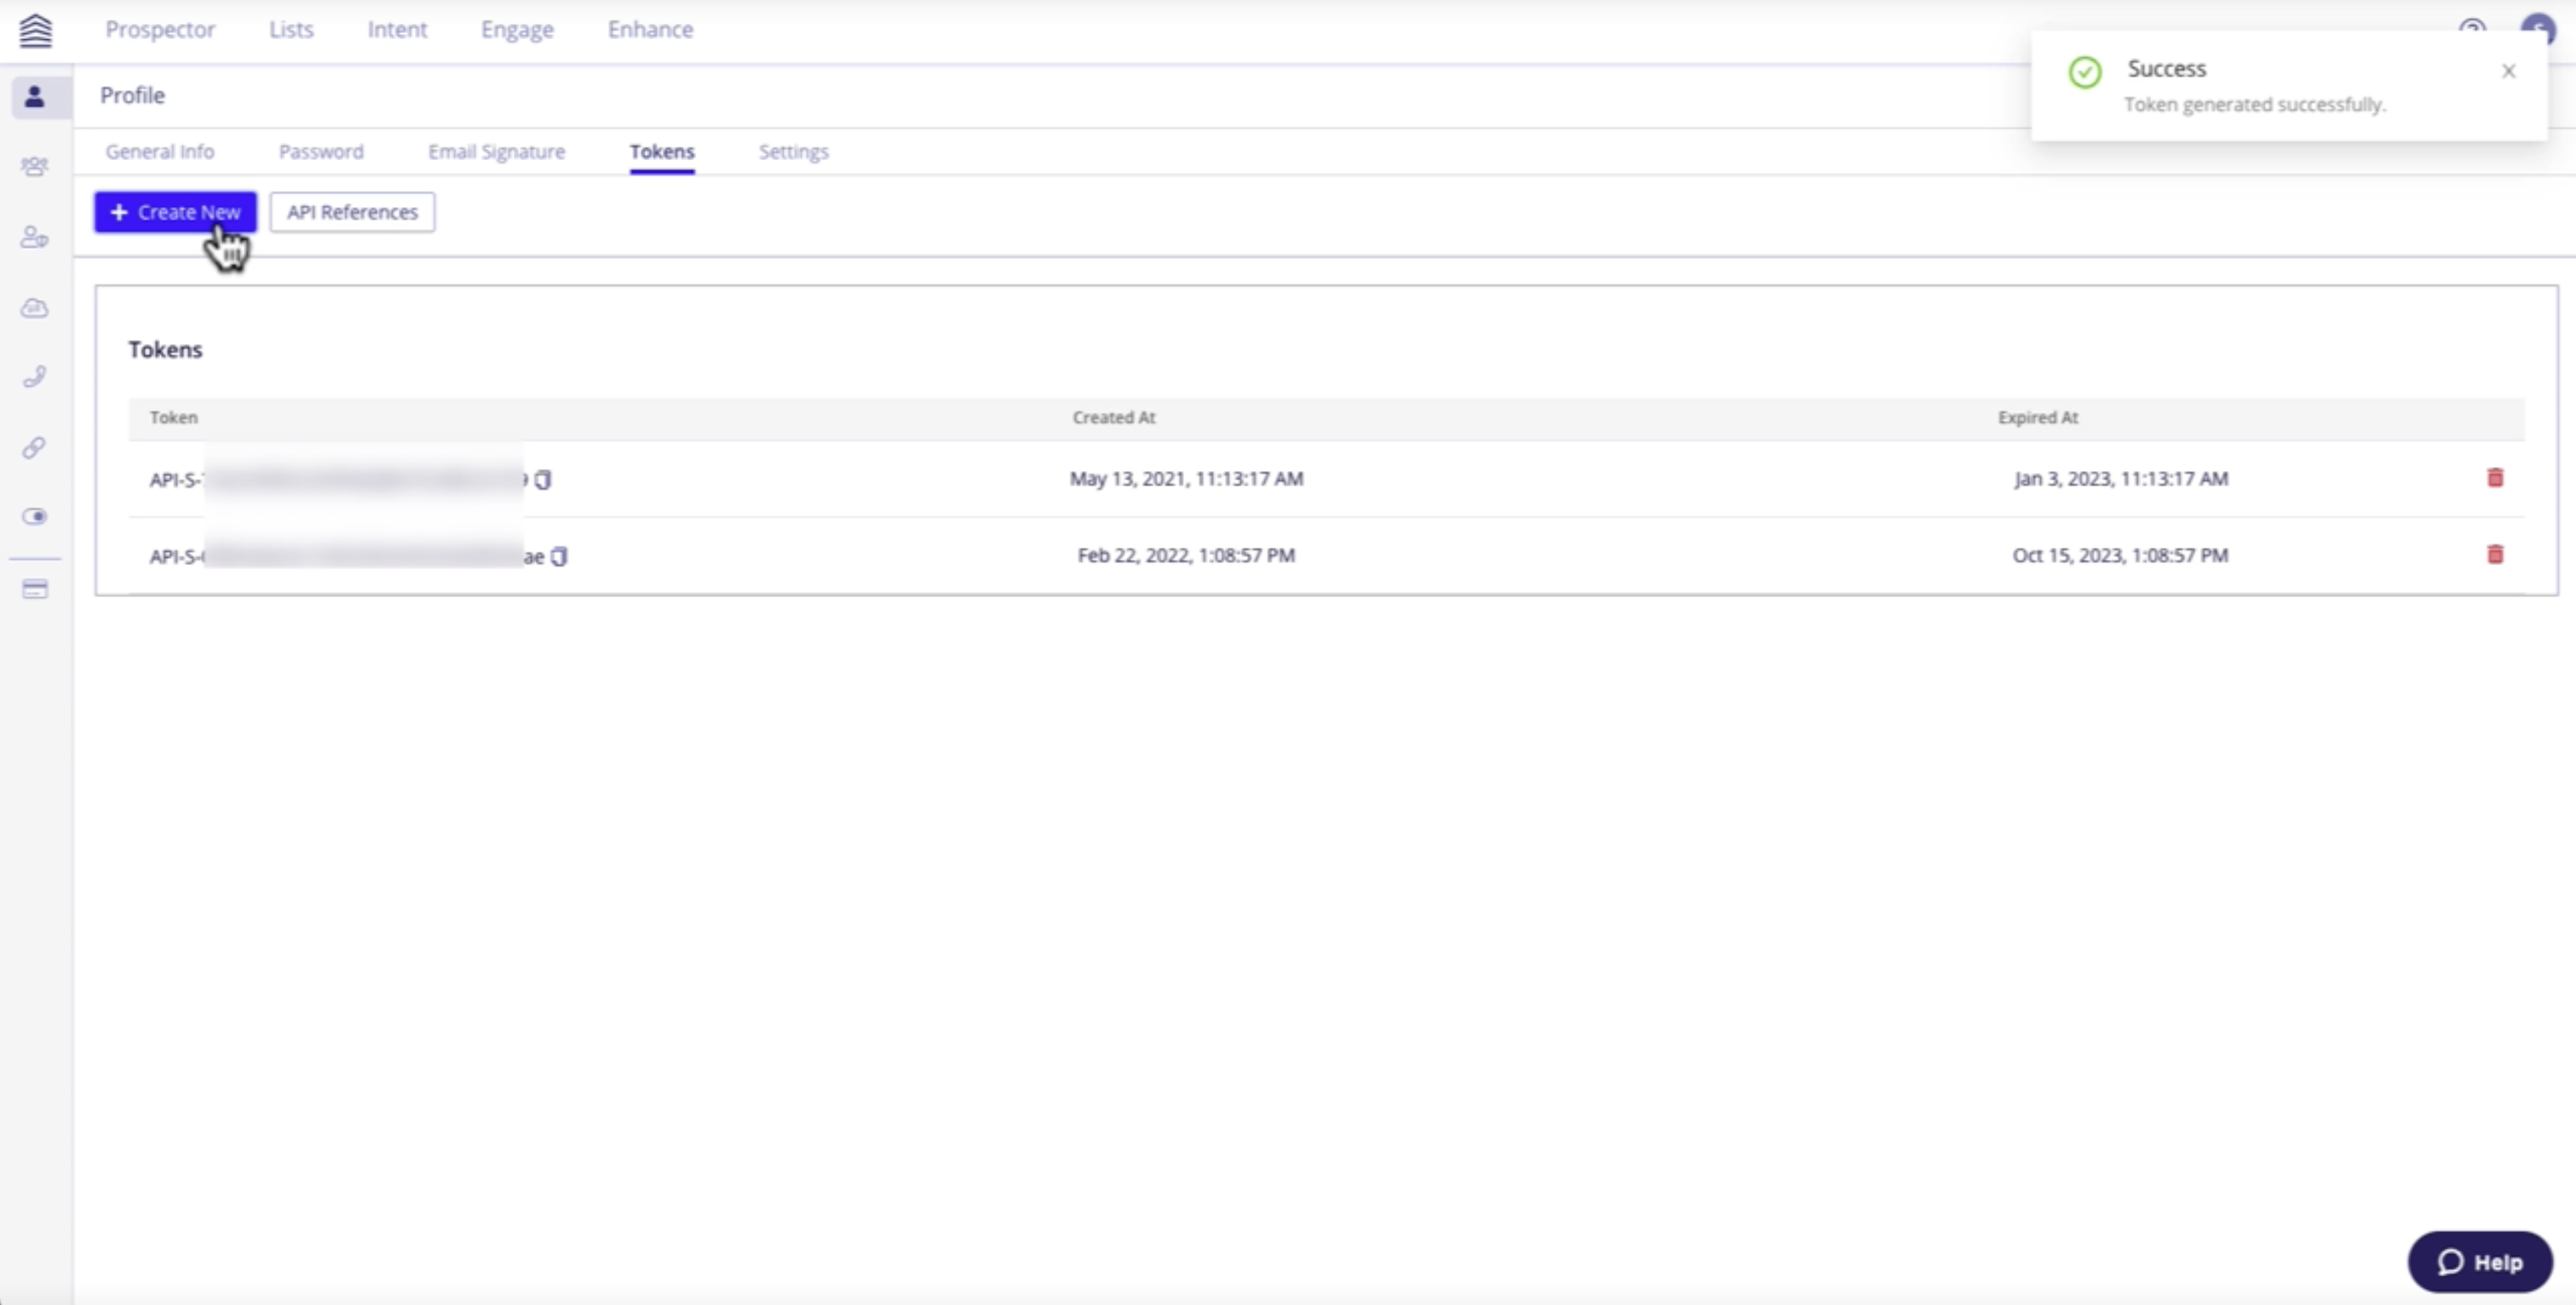 Prospector Lists Intent Engage Enhance
Success
Token generated successfully.
Profile
General Info Password Email Signature Tokens Settings
+ Create New API References
Tokens
Token Created At Expired At
API-S- May 13, 2021, 11:13:17 AM Jan 3, 2023, 11:13:17 AM
API-S- ae Feb 22, 2022, 1:08:57 PM Oct 15, 2023, 1:08:57 PM
Help